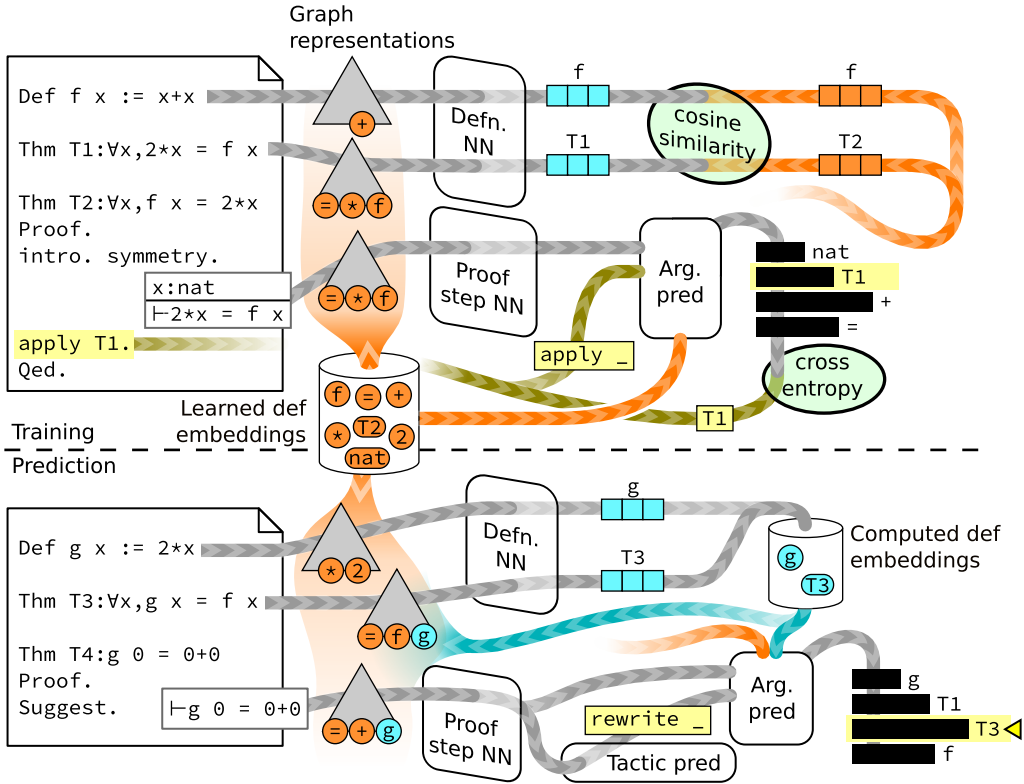 Graph
representations
Def f x := x+x
Thm T1:∀x,2*x = f x
Thm T2:∀x,f x = 2*x
Proof.
intro. symmetry.
x:nat
⊢2*x = f x
apply T1.
Qed.
+
= * f
= * f
Defn.
NN
f
T1
cosine
similarity
f
T2
Proof
step NN
Arg.
pred
apply _
nat
T1
+
=
cross
entropy
T1
Learned def
embeddings
f = +
* T2 2
nat
Training
Prediction
Def g x := 2*x
Thm T3:∀x,g x = f x
Thm T4:g 0 = 0+0
Proof.
Suggest.
⊢g 0 = 0+0
* 2
= f g
= + g
Defn.
NN
g
T3
g
T3
Computed def
embeddings
Proof
step NN
rewrite _
Tactic pred
Arg.
pred
g
T1
T3
f